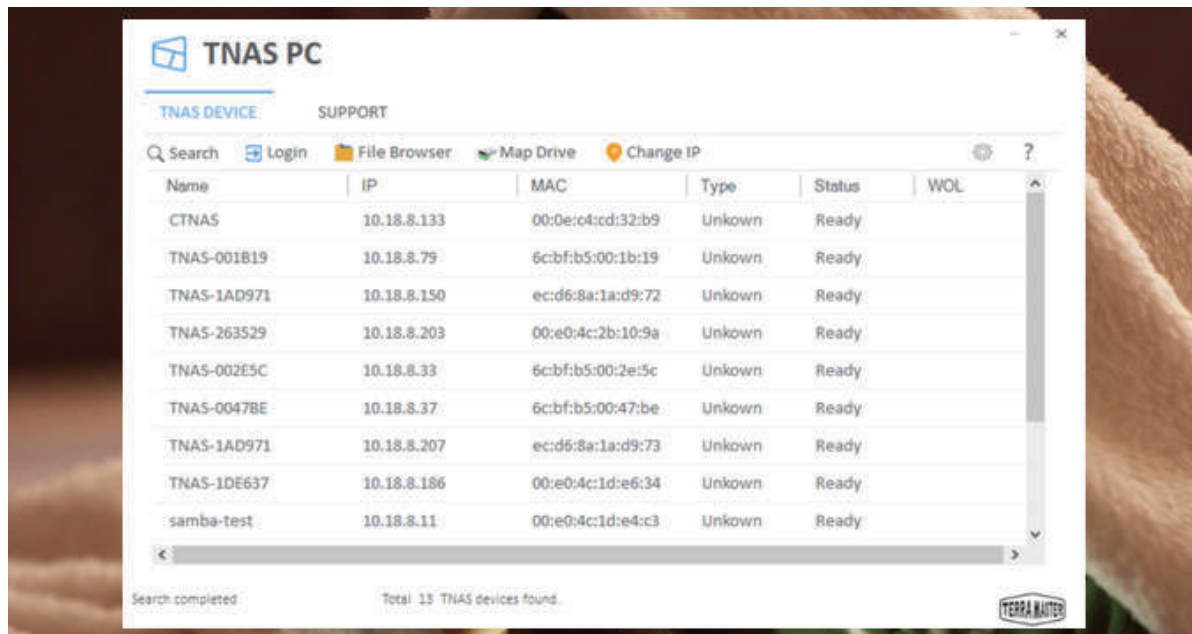 TNAS PC
TNAS DEVICE SUPPORT
Search Login File Browser Map Drive Change IP ?
Name IP MAC Type Status WOL
CTNAS 10.18.8.133 00:0e:c4:cd:32:b9 Unkown Ready
TNAS-001B19 10.18.8.79 6c:bf:b5:00:1b:19 Unkown Ready
TNAS-1AD971 10.18.8.150 ec:d6:8a:1a:d9:72 Unkown Ready
TNAS-263529 10.18.8.203 00:e0:4c:2b:10:9a Unkown Ready
TNAS-002E5C 10.18.8.33 6c:bf:b5:00:2e:5c Unkown Ready
TNAS-0047BE 10.18.8.37 6c:bf:b5:00:47:be Unkown Ready
TNAS-1AD971 10.18.8.207 ec:d6:8a:1a:d9:73 Unkown Ready
TNAS-1DE637 10.18.8.186 00:e0:4c:1d:e6:34 Unkown Ready
samba-test 10.18.8.11 00:e0:4c:1d:e4:c3 Unkown Ready
Search completed Total 13 TNAS devices found.
TERRA MASTER